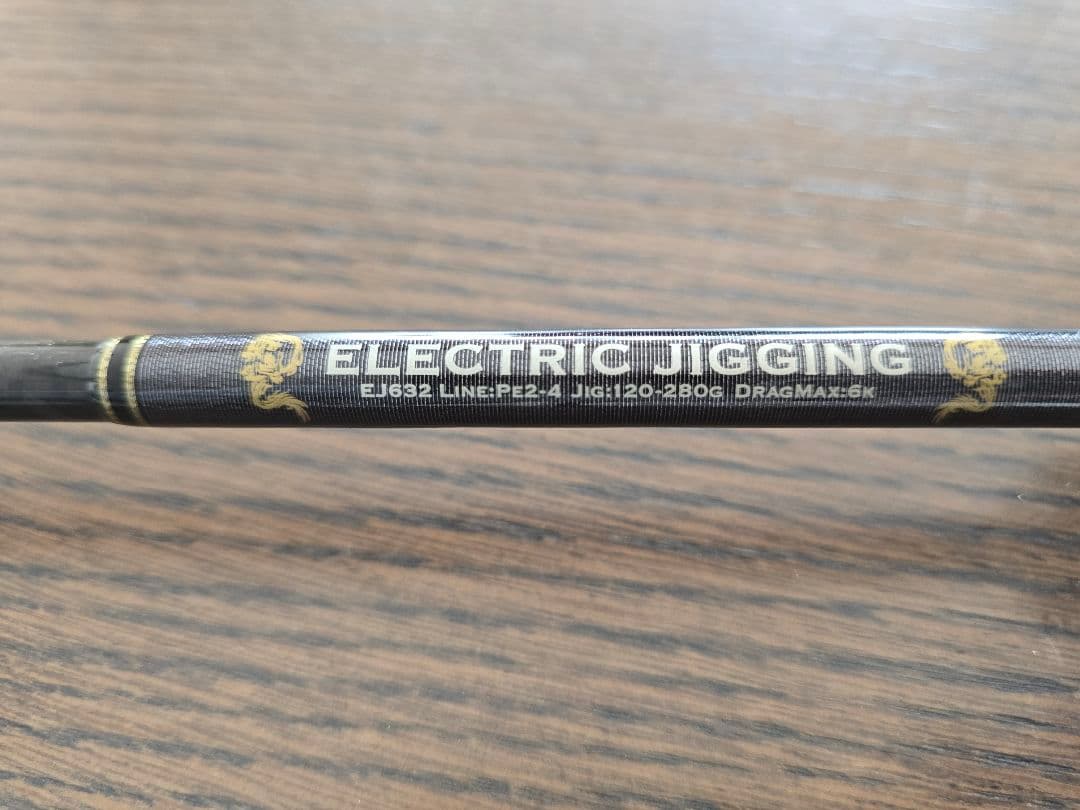 ELECTRIC JIGGING
EJ632 Line:PE2-4 Jig:120-280g DragMax:6k